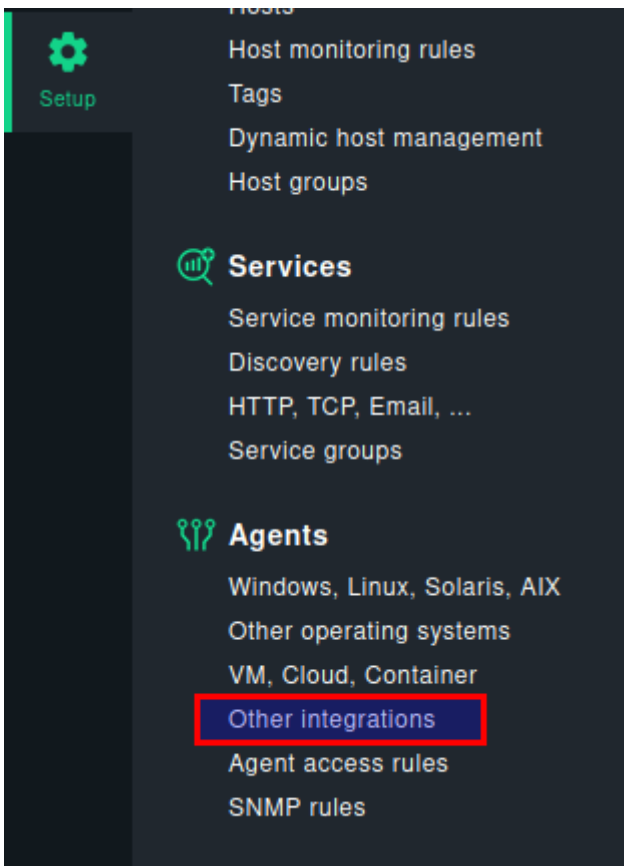 Hosts
Host monitoring rules
Setup
Tags
Dynamic host management
Host groups
Services
Service monitoring rules
Discovery rules
HTTP, TCP, Email, ...
Service groups
Agents
Windows, Linux, Solaris, AIX
Other operating systems
VM, Cloud, Container
Other integrations
Agent access rules
SNMP rules